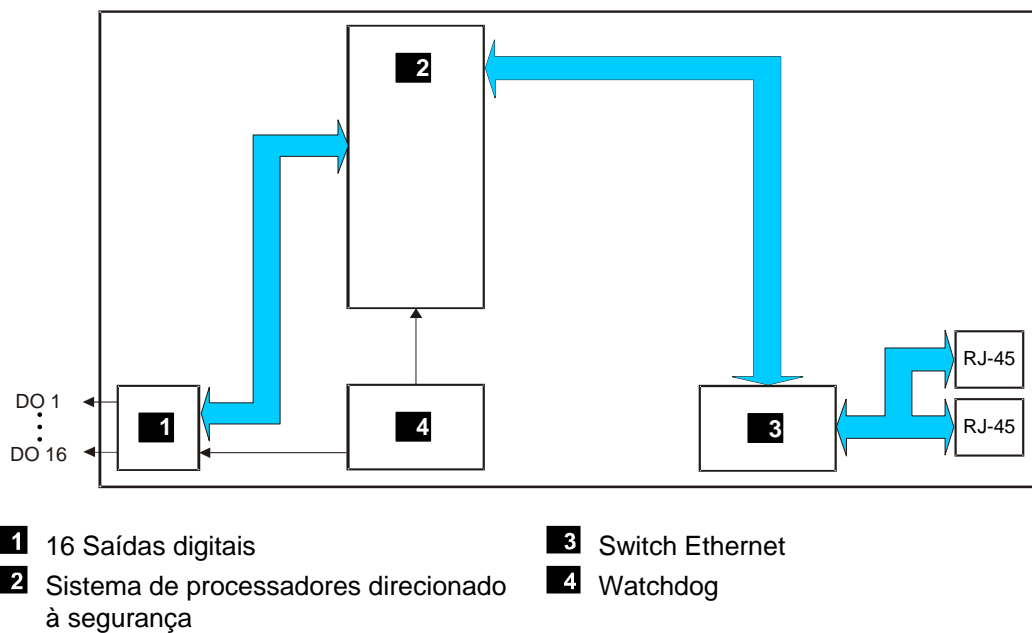 2
RJ-45
DO 1
1
4
3
RJ-45
DO 16
1 16 Saídas digitais
3 Switch Ethernet
2 Sistema de processadores direcionado
à segurança
4 Watchdog